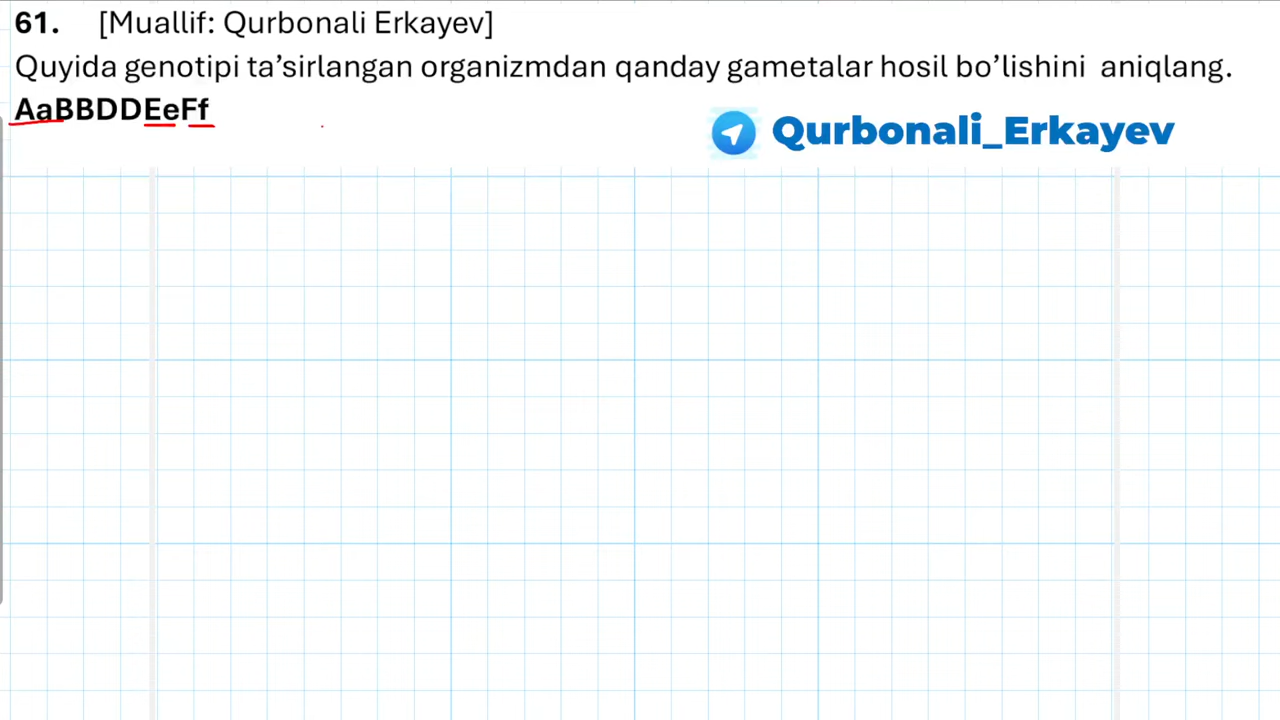 61. [Muallif: Qurbonali Erkayev]
Quyida genotipi ta’sirlangan organizmdan qanday gametalar hosil bo’lishini aniqlang.
AaBBDDEeFf
Qurbonali_Erkayev